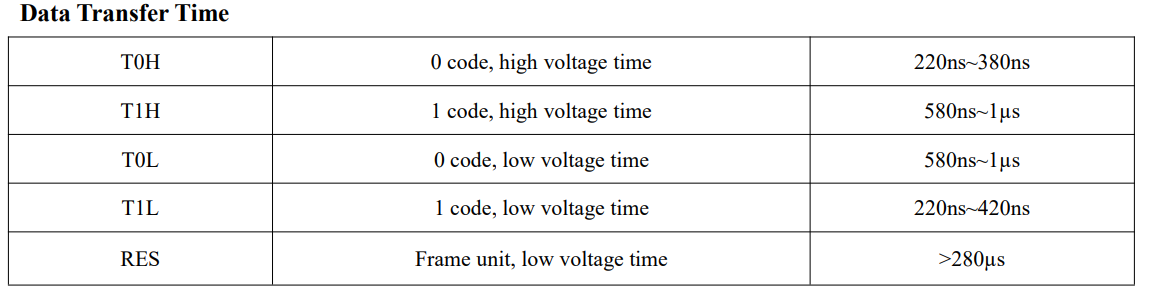 Data Transfer Time
T0H 0 code, high voltage time 220ns~380ns
T1H 1 code, high voltage time 580ns~1µs
T0L 0 code, low voltage time 580ns~1µs
T1L 1 code, low voltage time 220ns~420ns
RES Frame unit, low voltage time >280µs